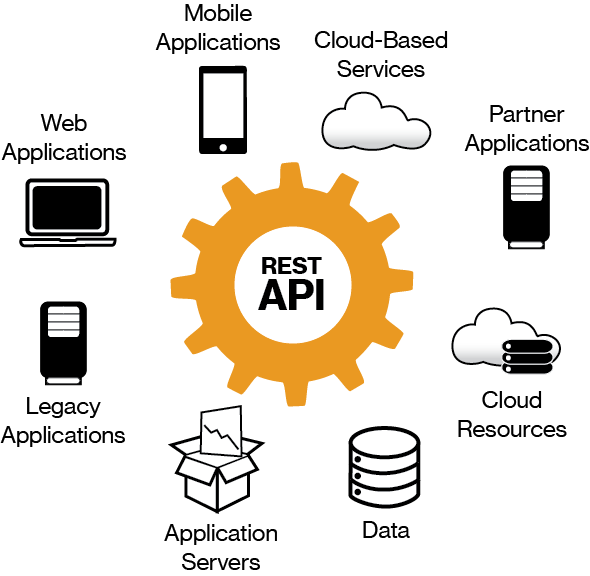 Mobile
Applications
Cloud-Based
Services
Partner
Applications
Web
Applications
REST
API
Legacy
Applications
Cloud
Resources
Application
Servers
Data